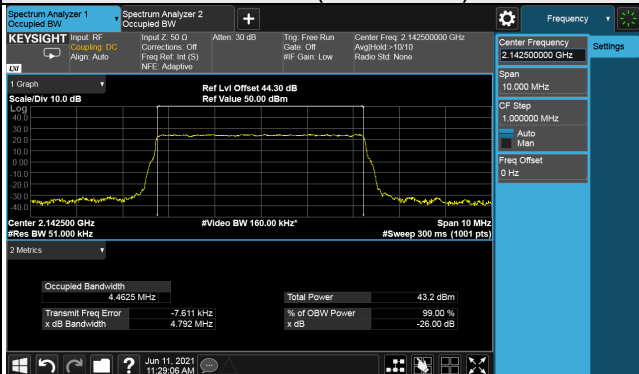 Spectrum Analyzer 1
Occupied BW
Spectrum Analyzer 2
Occupied BW
Frequency
KEYSIGHT
LXI
Input: RF
Coupling: DC
Align: Auto
Input Z: 50 Ω
Corrections: Off
Freq Ref: Int (S)
NFE: Adaptive
Atten: 30 dB
Trig: Free Run
Gate: Off
#IF Gain: Low
Center Freq: 2.142500000 GHz
Avg|Hold:>10/10
Radio Std: None
Center Frequency
2.142500000 GHz
Settings
Span
10.000 MHz
CF Step
1.000000 MHz
Auto
Man
Freq Offset
0 Hz
1 Graph
Scale/Div 10.0 dB
Ref Lvl Offset 44.30 dB
Ref Value 50.00 dBm
Log
40.0
30.0
20.0
10.0
0.00
-10.0
-20.0
-30.0
-40.0
Center 2.142500 GHz
#Res BW 51.000 kHz
#Video BW 160.00 kHz*
Span 10 MHz
#Sweep 300 ms (1001 pts)
2 Metrics
Occupied Bandwidth
4.4625 MHz
Transmit Freq Error -7.611 kHz
x dB Bandwidth 4.792 MHz
Total Power 43.2 dBm
% of OBW Power 99.00 %
x dB -26.00 dB
?
Jun 11, 2021
11:29:06 AM